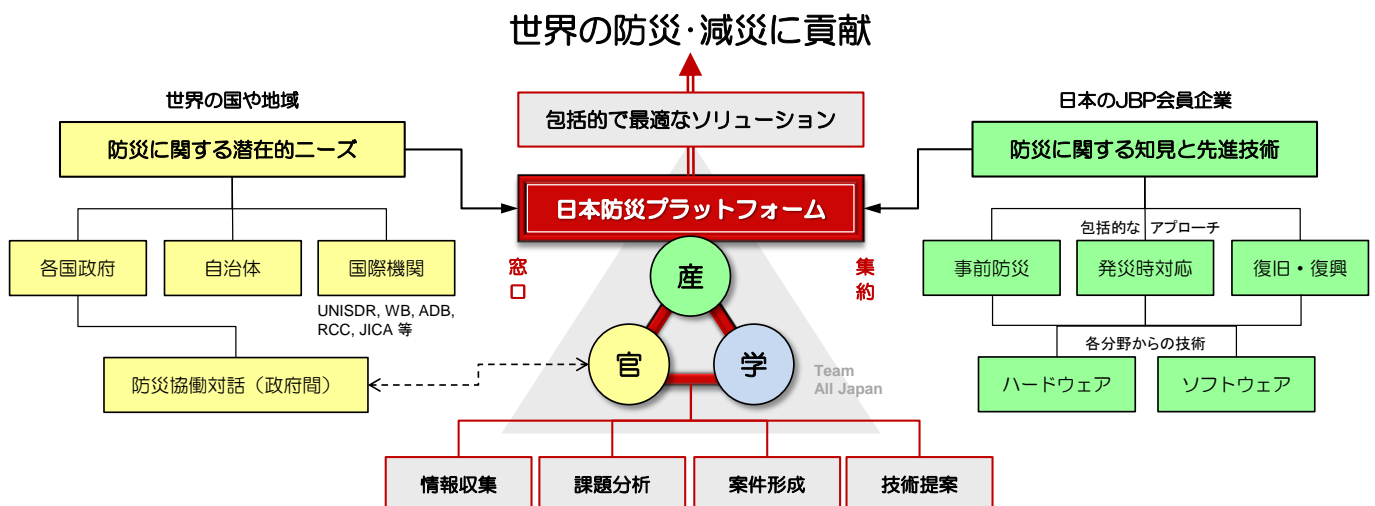 世界の防災・減災に貢献
世界の国や地域
防災に関する潜在的ニーズ
各国政府
自治体
国際機関
UNISDR, WB, ADB,
RCC, JICA 等
防災協働対話（政府間）
包括的で最適なソリューション
日本防災プラットフォーム
窓口
集約
産
官
学
Team
All Japan
情報収集
課題分析
案件形成
技術提案
日本のJBP会員企業
防災に関する知見と先進技術
包括的な アプローチ
事前防災
発災時対応
復旧・復興
各分野からの技術
ハードウェア
ソフトウェア